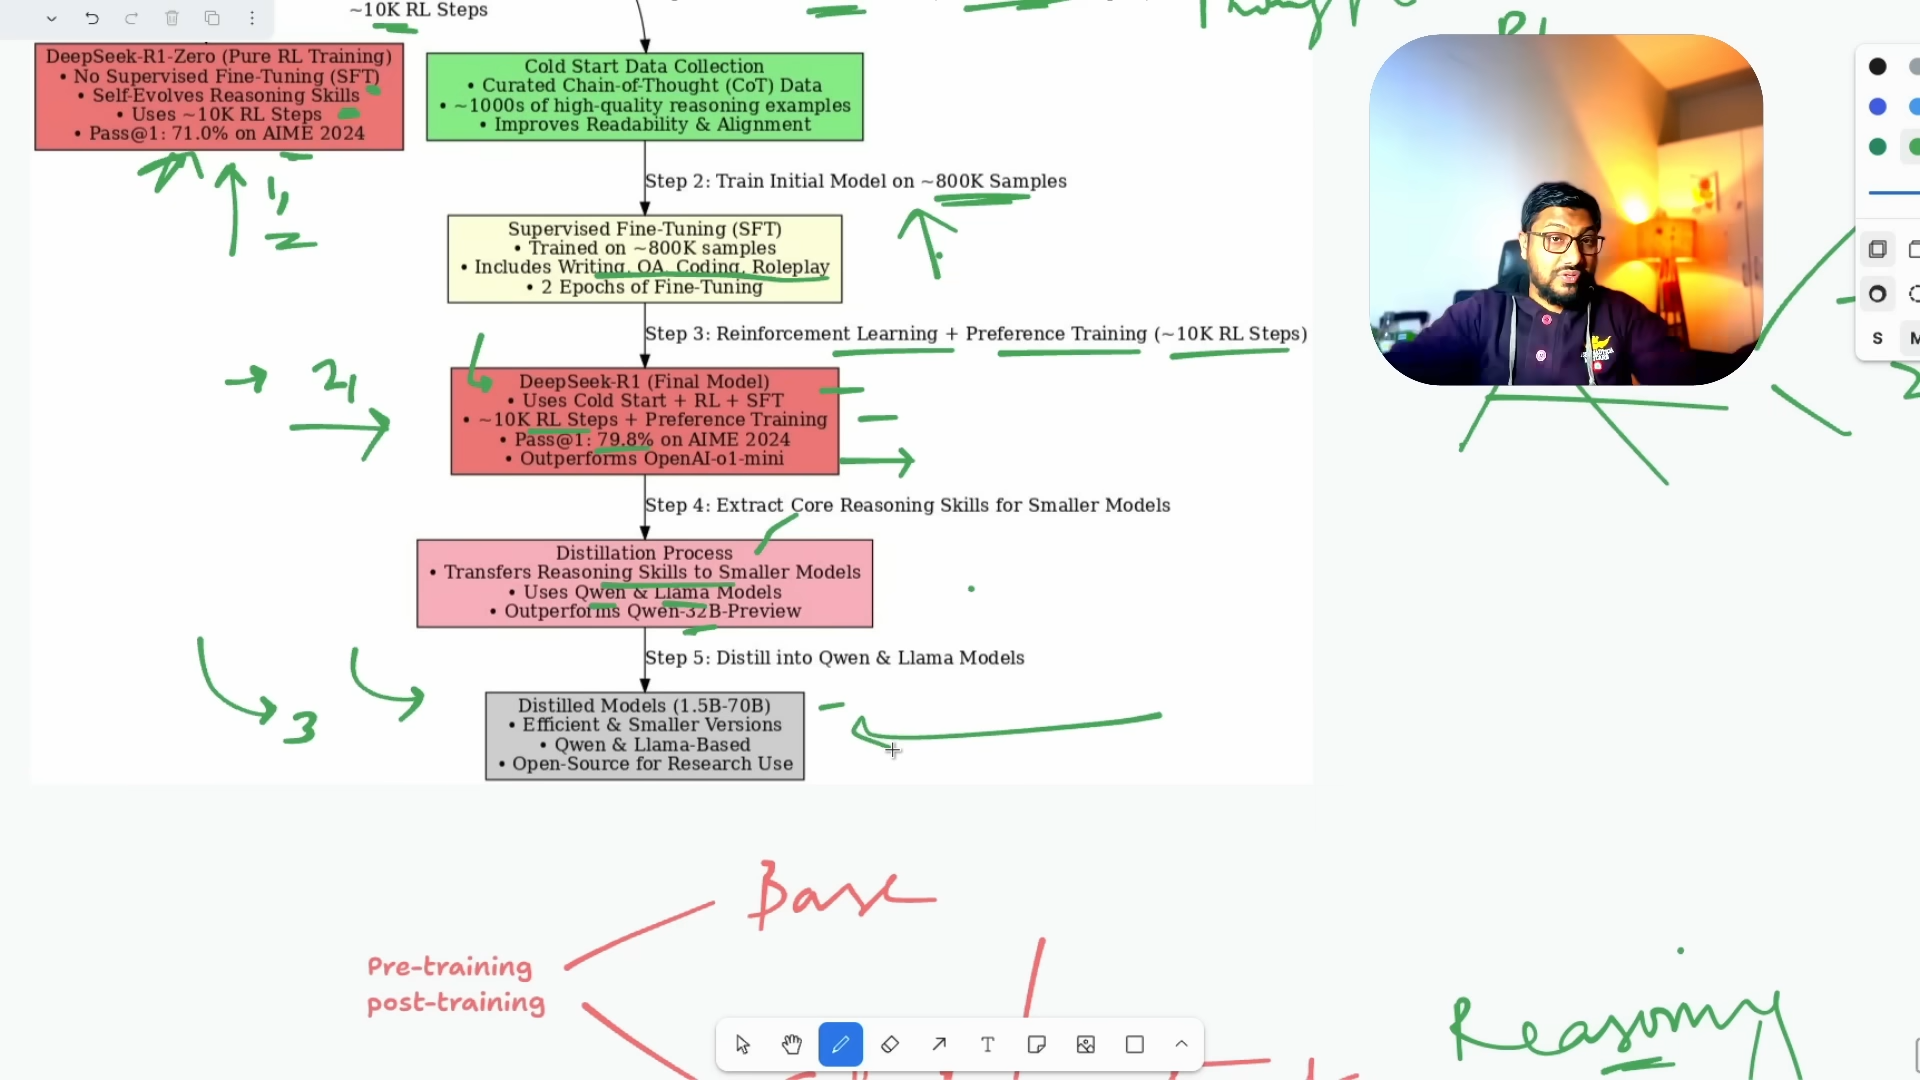 ~10K RL Steps
DeepSeek-R1-Zero (Pure RL Training)
• No Supervised Fine-Tuning (SFT)
• Self-Evolves Reasoning Skills
• Uses ~10K RL Steps
• Pass@1: 71.0% on AIME 2024
Cold Start Data Collection
• Curated Chain-of-Thought (CoT) Data
• ~1000s of high-quality reasoning examples
• Improves Readability & Alignment
1,
Step 2: Train Initial Model on ~800K Samples
Supervised Fine-Tuning (SFT)
• Trained on ~800K samples
• Includes Writing, QA, Coding, Roleplay
• 2 Epochs of Fine-Tuning
Step 3: Reinforcement Learning + Preference Training (~10K RL Steps)
2,
DeepSeek-R1 (Final Model)
• Uses Cold Start + RL + SFT
• ~10K RL Steps + Preference Training
• Pass@1: 79.8% on AIME 2024
• Outperforms OpenAI-o1-mini
Step 4: Extract Core Reasoning Skills for Smaller Models
Distillation Process
• Transfers Reasoning Skills to Smaller Models
• Uses Qwen & Llama Models
• Outperforms Qwen-32B-Preview
Step 5: Distill into Qwen & Llama Models
3
Distilled Models (1.5B-70B)
• Efficient & Smaller Versions
• Qwen & Llama-Based
• Open-Source for Research Use
Base
Pre-training
post-training
Reasoning
S
M
T